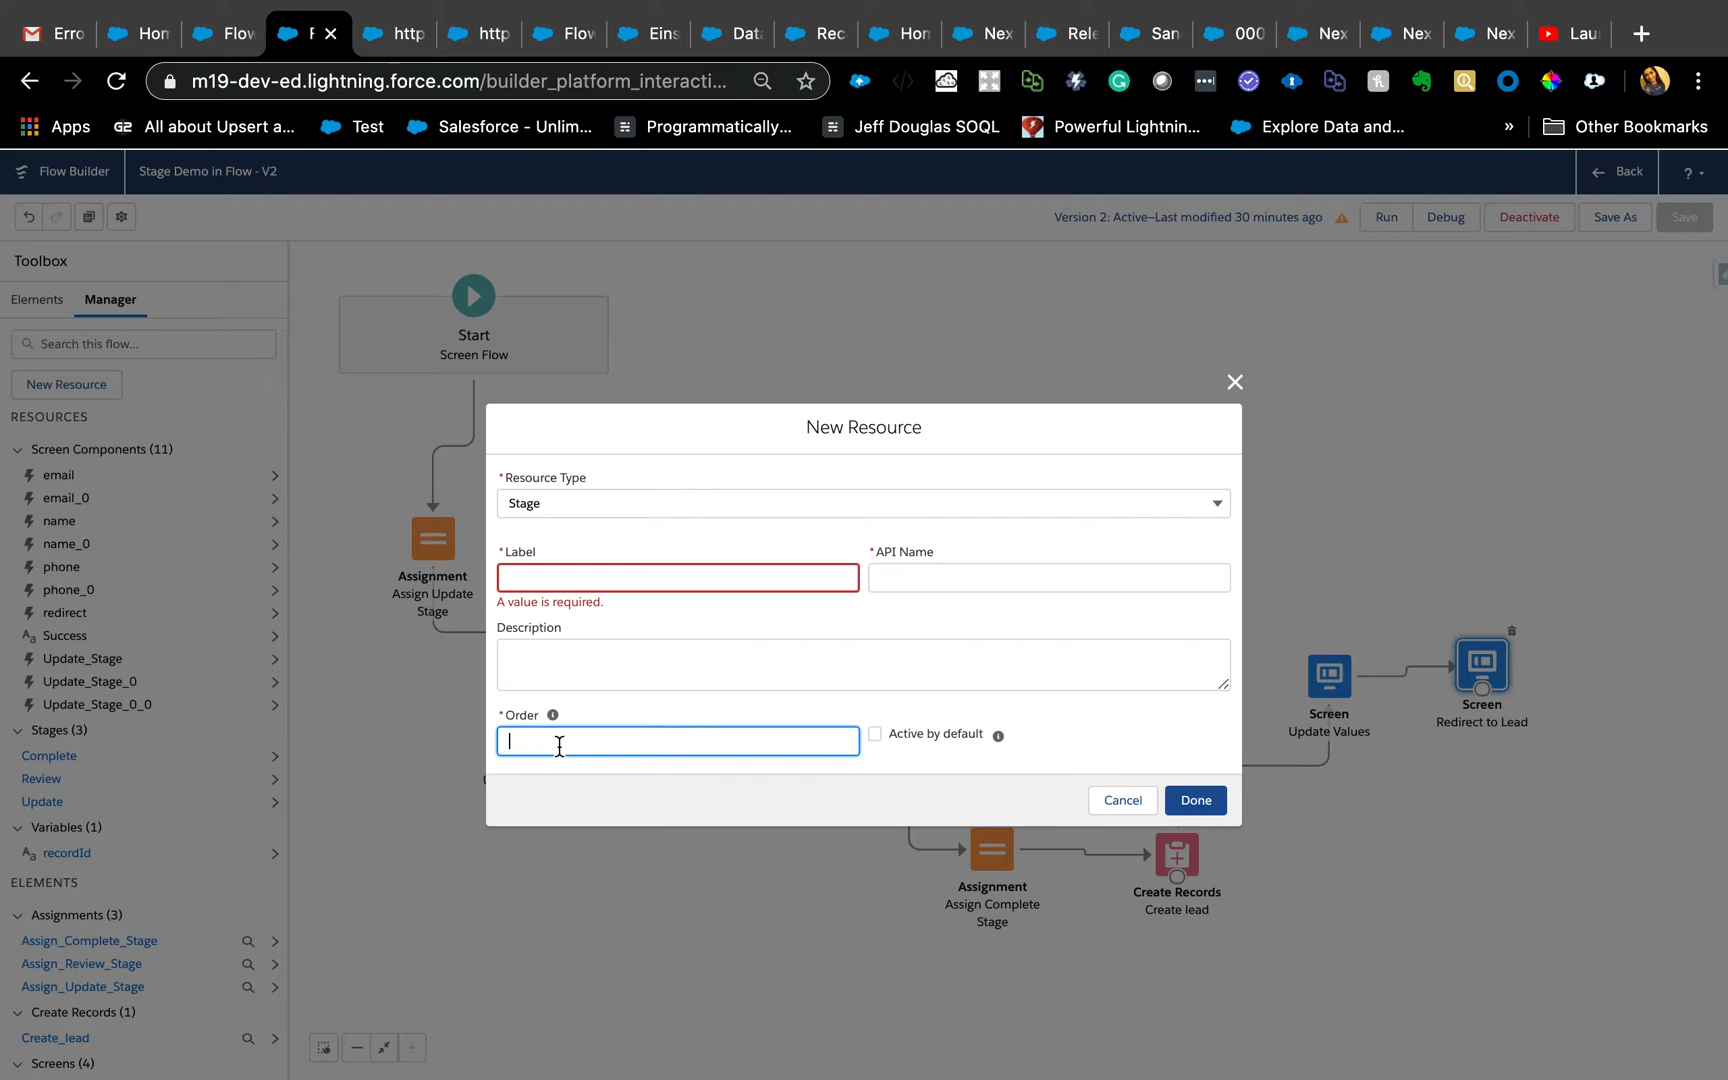 Erro
Hon
Flov
F
http
http
Flov
Eins
Data
Rec
Hon
Nex
Rele
San
000
Nex
Nex
Nex
Lau
m19-dev-ed.lightning.force.com/builder_platform_interacti...
Apps
G2 All about Upsert a...
Test
Salesforce - Unlim...
Programmatically...
Jeff Douglas SOQL
Powerful Lightnin...
Explore Data and...
»
Other Bookmarks
Flow Builder
Stage Demo in Flow - V2
Back
?
Version 2: Active—Last modified 30 minutes ago
Run
Debug
Deactivate
Save As
Save
Toolbox
Elements
Manager
Search this flow...
New Resource
RESOURCES
Screen Components (11)
email
email_0
name
name_0
phone
phone_0
redirect
Success
Update_Stage
Update_Stage_0
Update_Stage_0_0
Stages (3)
Complete
Review
Update
Variables (1)
recordId
ELEMENTS
Assignments (3)
Assign_Complete_Stage
Assign_Review_Stage
Assign_Update_Stage
Create Records (1)
Create_lead
Screens (4)
Start
Screen Flow
Assignment
Assign Update
Stage
New Resource
* Resource Type
Stage
* Label
* API Name
A value is required.
Description
* Order
Active by default
Cancel
Done
Screen
Update Values
Screen
Redirect to Lead
Assignment
Assign Complete
Stage
Create Records
Create lead